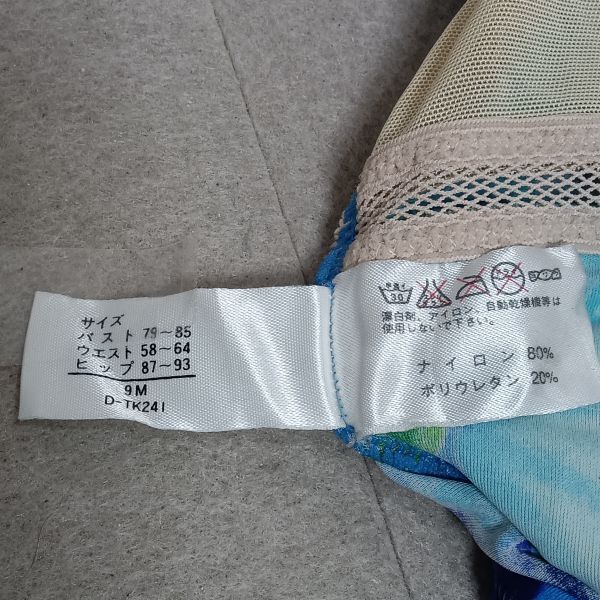 サイズ
バスト 79~85
ウエスト 58~64
ヒップ 87~93
9M
D-TK241
30
漂白剤、アイロン、自動乾燥機等は
使用しないで下さい。
ナイロン 80%
ポリウレタン 20%